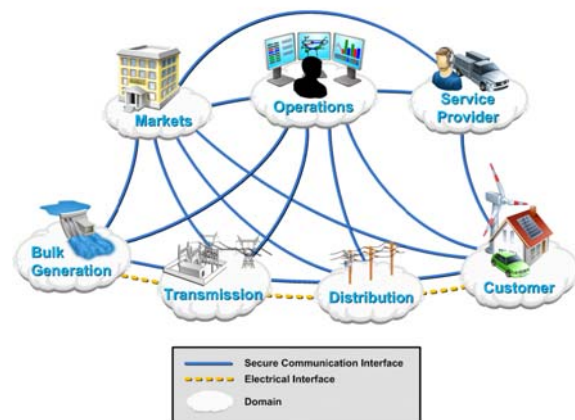 Markets
Operations
Service
Provider
Bulk
Generation
Transmission
Distribution
Customer
Secure Communication Interface
Electrical Interface
Domain